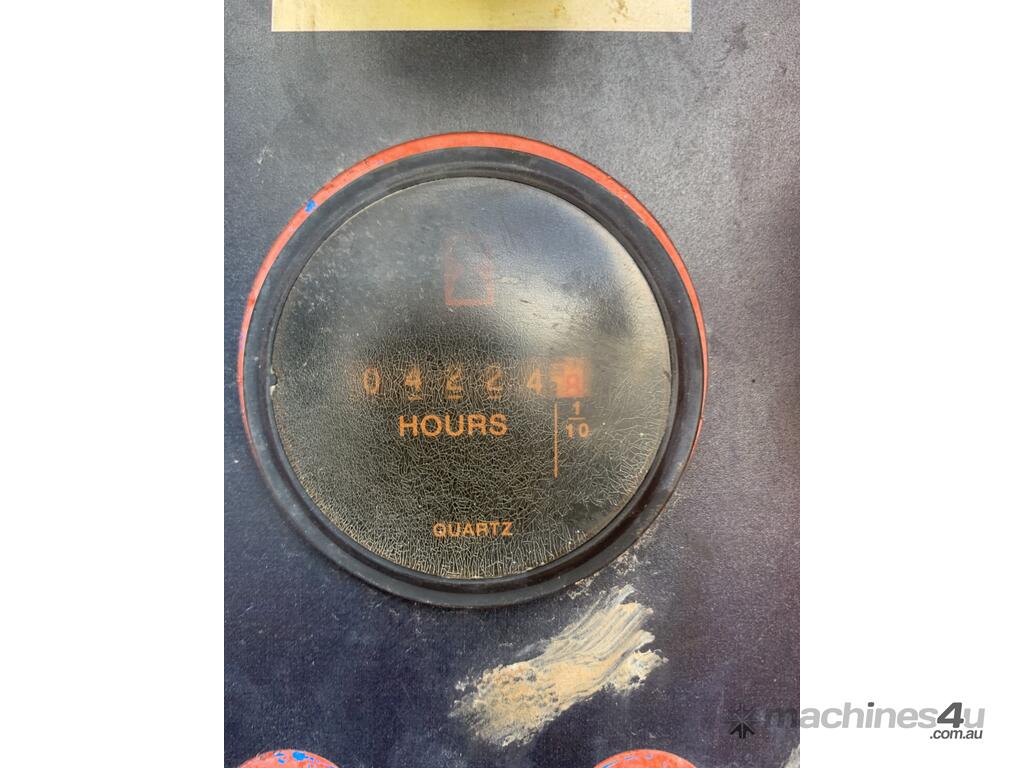 04224
HOURS
1
10
QUARTZ
machines4u
.com.au